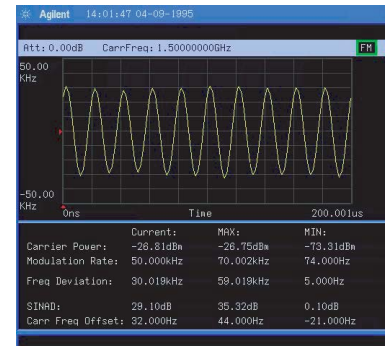 Agilent 14:01:47 04-09-1995
Att: 0.00dB CarrFreq: 1.50000000GHz FM
50.00
KHz
-50.00
KHz
0ns Time 200.001us
Current: MAX: MIN:
Carrier Power: -26.81dBm -26.75dBm -73.31dBm
Modulation Rate: 50.000kHz 70.002kHz 74.000Hz
Freq Deviation: 30.019kHz 59.019kHz 5.000Hz
SINAD: 29.10dB 35.32dB 0.10dB
Carr Freq Offset: 32.000Hz 44.000Hz -21.000Hz